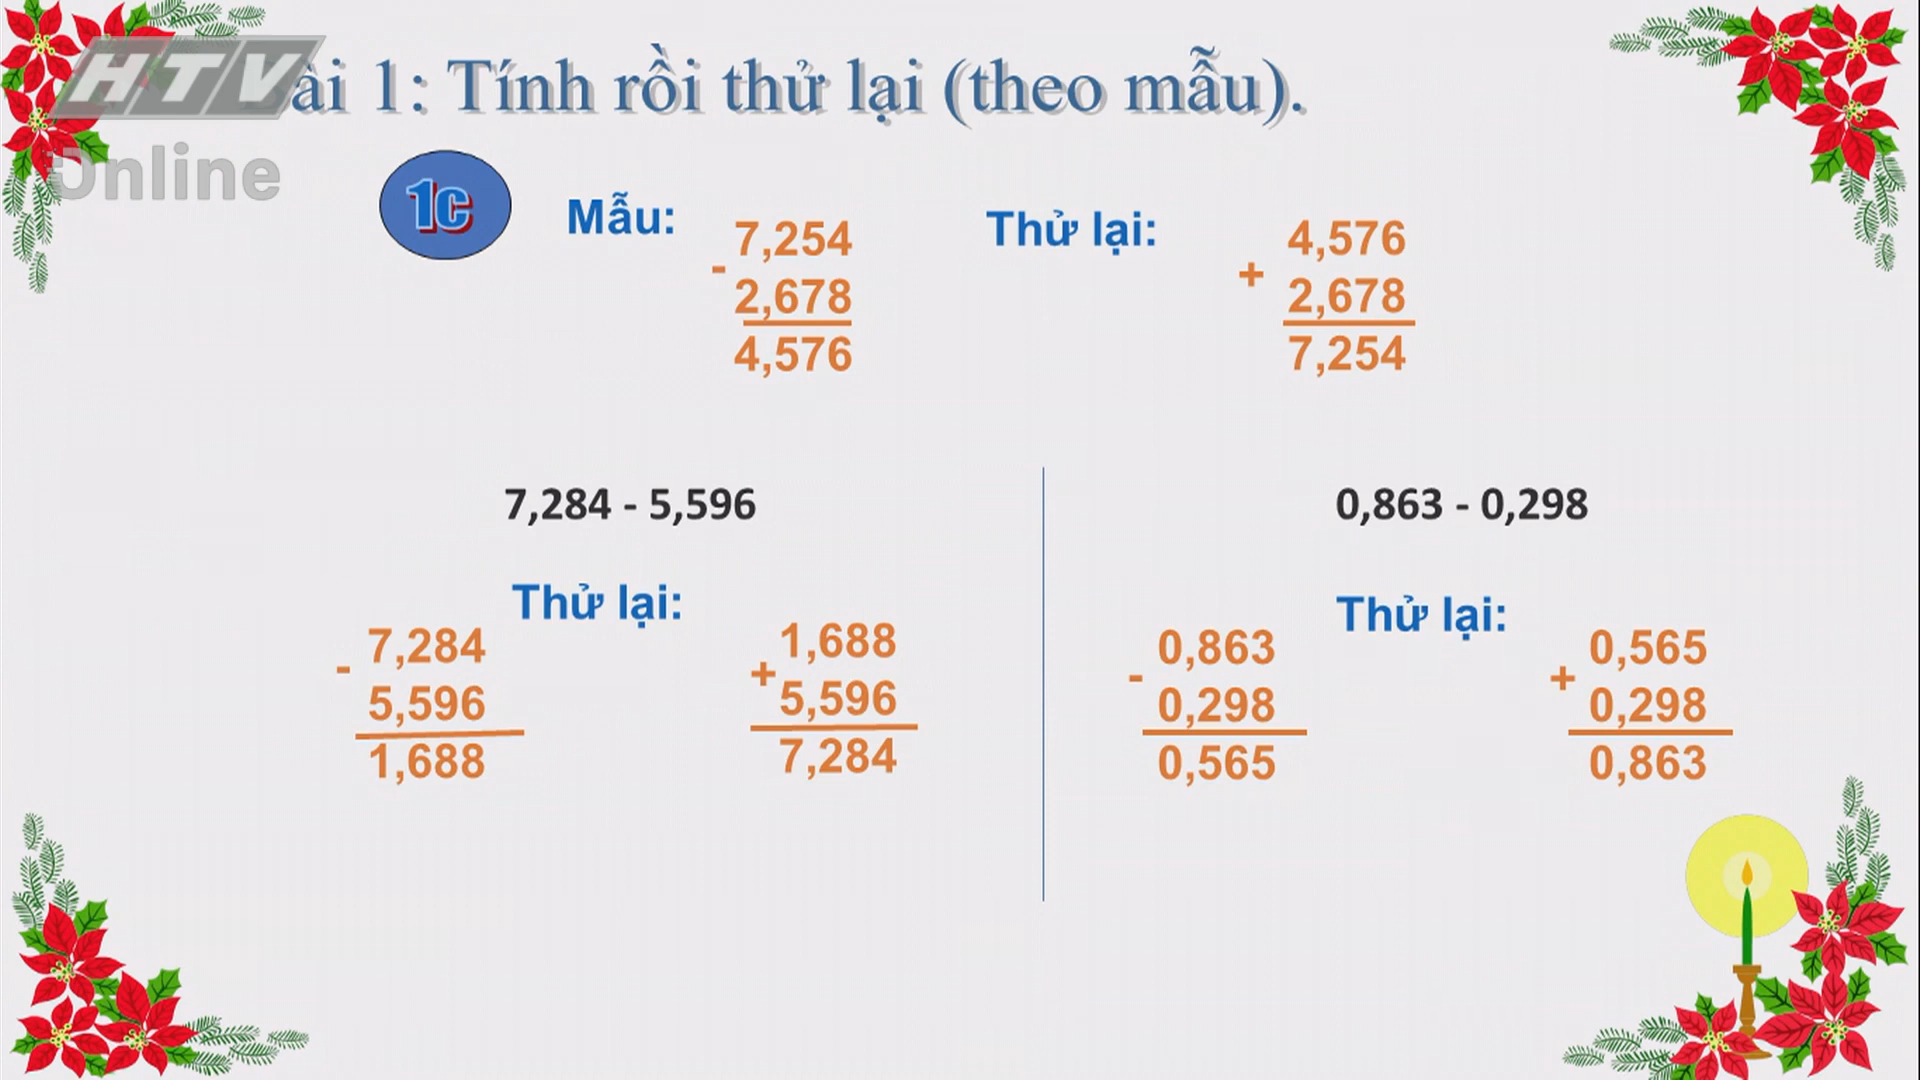 HTV
Online
Bài 1: Tính rồi thử lại (theo mẫu).
1c
Mẫu:
7,254
-
2,678
4,576
Thử lại:
4,576
+
2,678
7,254
7,284 - 5,596
7,284
-
5,596
1,688
Thử lại:
1,688
+
5,596
7,284
0,863 - 0,298
0,863
-
0,298
0,565
Thử lại:
0,565
+
0,298
0,863